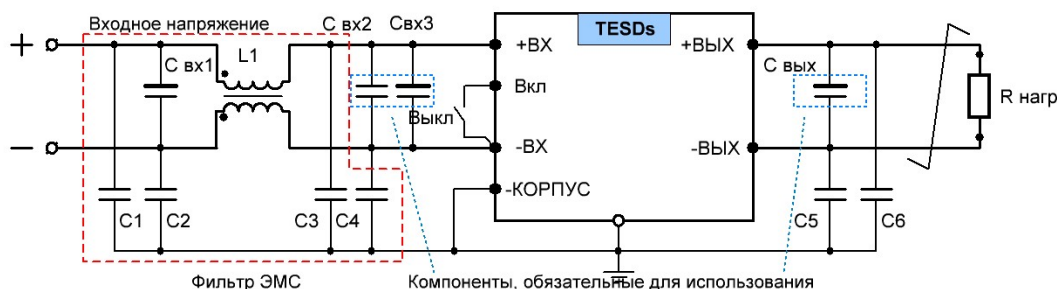 Входное напряжение
C вх2
Cвх3
TESDs
+
+ВХ
+ВЫХ
C вх1
L1
C вых
Вкл
R нагр
Выкл
–
-ВХ
-ВЫХ
-КОРПУС
C1
C2
C3
C4
C5
C6
Фильтр ЭМС
Компоненты, обязательные для использования